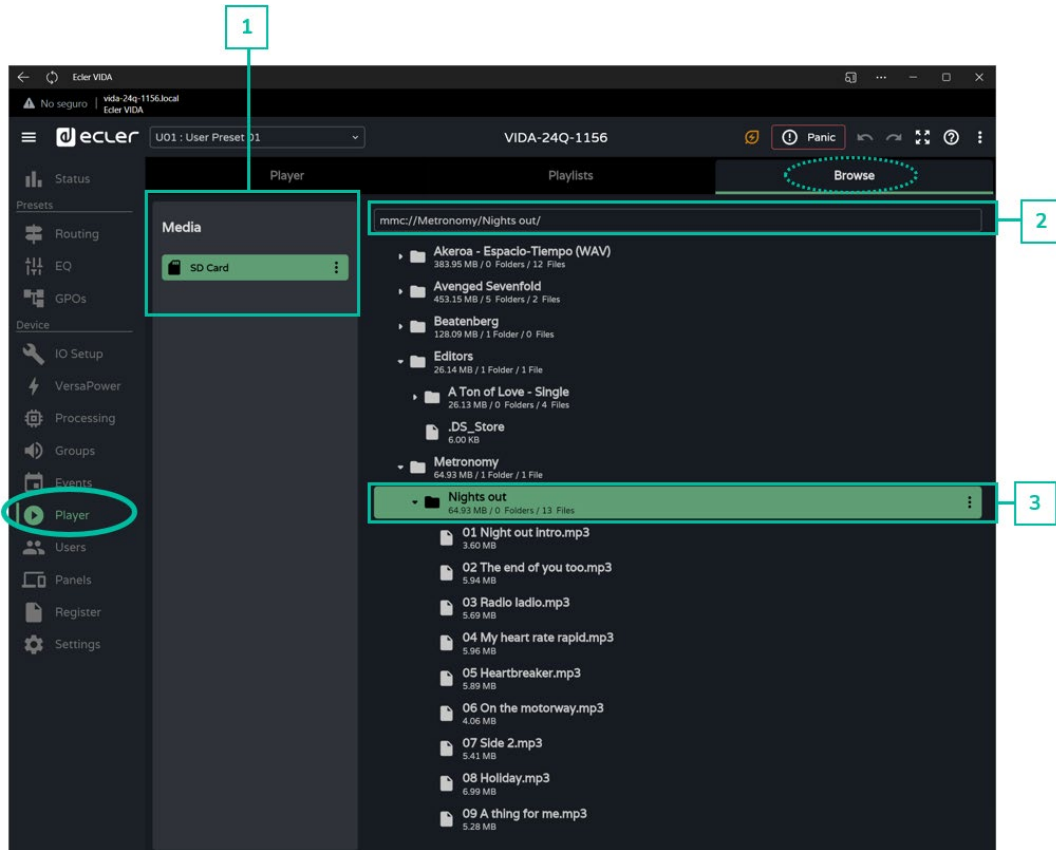 1
Ecler VIDA
No seguro
vida-24q-1156.local
Ecler VIDA
ecler
U01 : User Preset 01
VIDA-24Q-1156
Panic
Status
Presets
Routing
EQ
GPOs
Device
IO Setup
VersaPower
Processing
Groups
Events
Player
Users
Panels
Register
Settings
Player
Playlists
Browse
Media
SD Card
mmc://Metronomy/Nights out/
2
Akeroa - Espacio-Tiempo (WAV)
383.95 MB / 0 Folders / 12 Files
Avenged Sevenfold
453.15 MB / 5 Folders / 2 Files
Beatenberg
128.09 MB / 1 Folder / 0 Files
Editors
26.14 MB / 1 Folder / 1 File
A Ton of Love - Single
26.13 MB / 0 Folders / 4 Files
.DS_Store
6.00 KB
Metronomy
64.93 MB / 1 Folder / 1 File
Nights out
64.93 MB / 0 Folders / 13 Files
3
01 Night out intro.mp3
3.60 MB
02 The end of you too.mp3
5.94 MB
03 Radio ladio.mp3
5.69 MB
04 My heart rate rapid.mp3
5.96 MB
05 Heartbreaker.mp3
5.89 MB
06 On the motorway.mp3
4.06 MB
07 Side 2.mp3
5.41 MB
08 Holiday.mp3
6.99 MB
09 A thing for me.mp3
5.28 MB